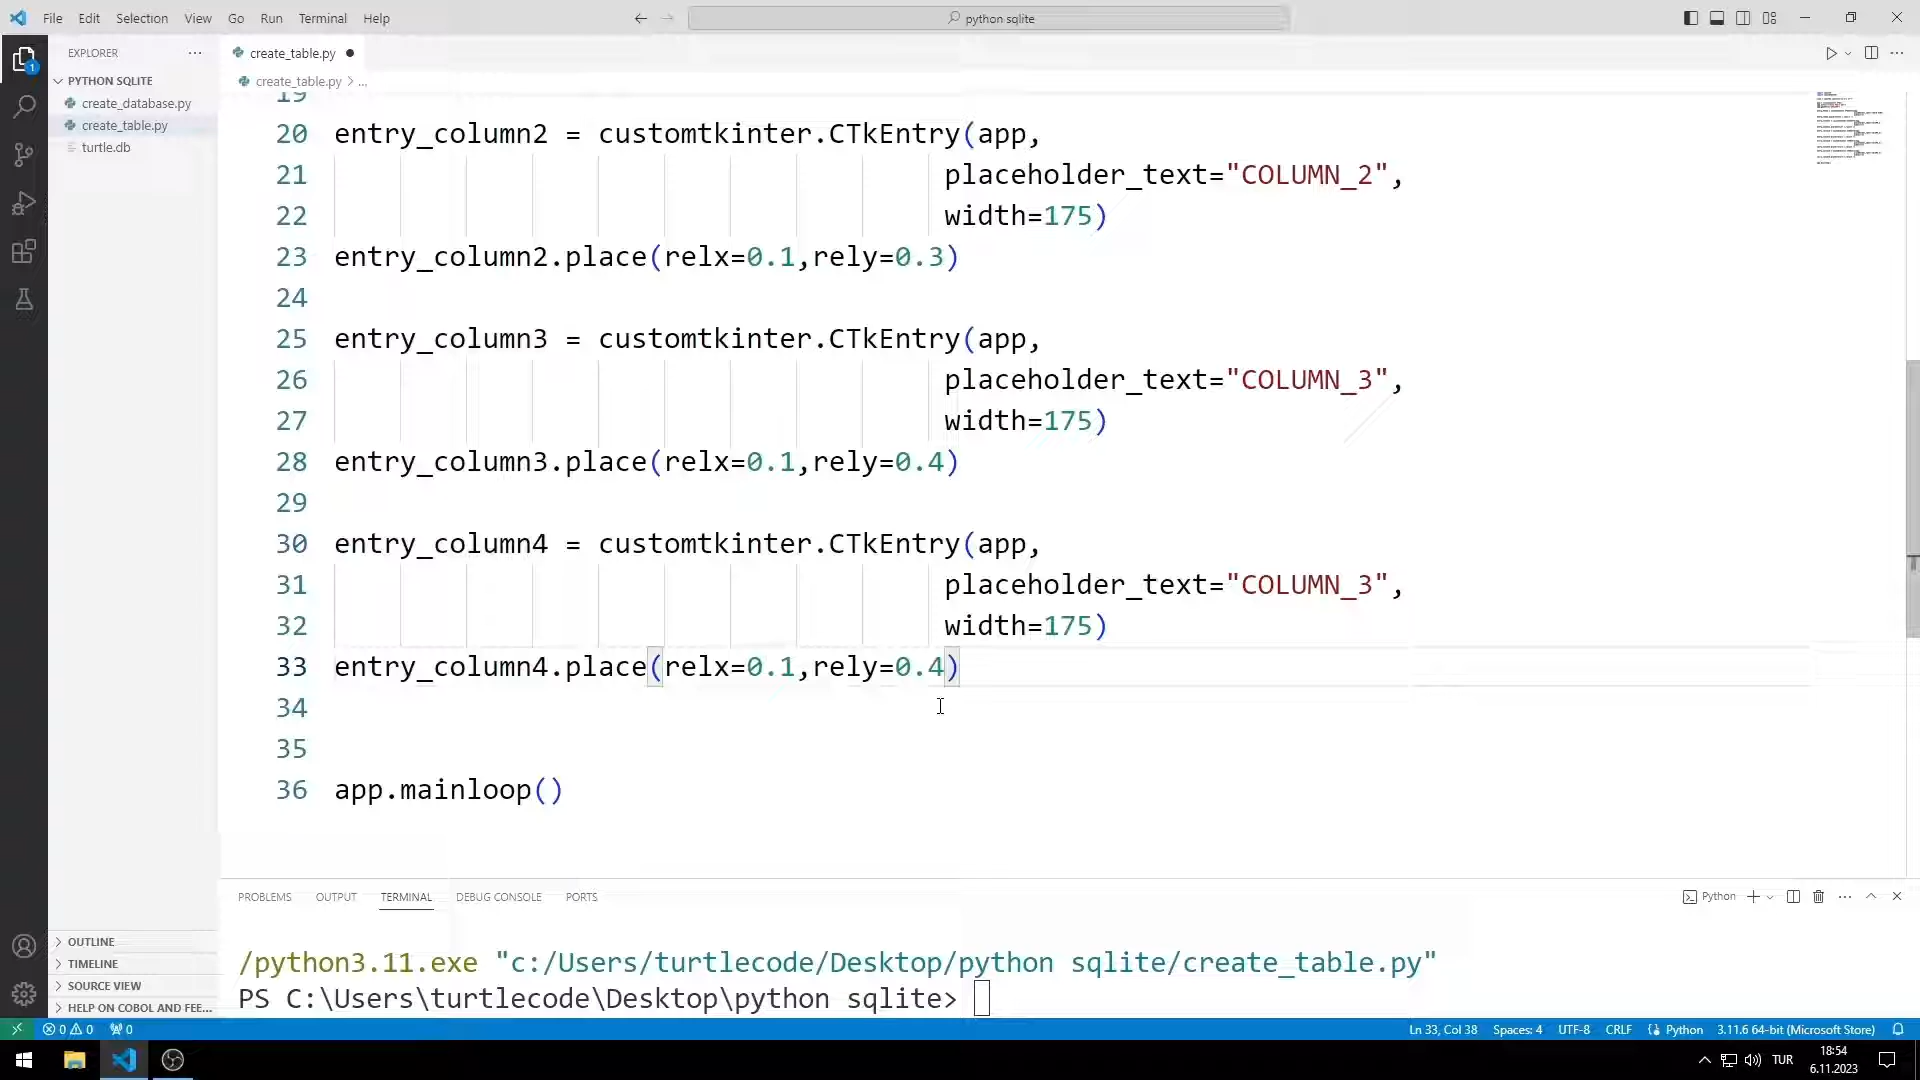 File Edit Selection View Go Run Terminal Help
python sqlite
EXPLORER
create_table.py
PYTHON SQLITE
create_table.py > ...
create_database.py
create_table.py
turtle.db
19
20 entry_column2 = customtkinter.CTkEntry(app,
21 placeholder_text="COLUMN_2",
22 width=175)
23 entry_column2.place(relx=0.1,rely=0.3)
24
25 entry_column3 = customtkinter.CTkEntry(app,
26 placeholder_text="COLUMN_3",
27 width=175)
28 entry_column3.place(relx=0.1,rely=0.4)
29
30 entry_column4 = customtkinter.CTkEntry(app,
31 placeholder_text="COLUMN_3",
32 width=175)
33 entry_column4.place(relx=0.1,rely=0.4)
34
35
36 app.mainloop()
PROBLEMS OUTPUT TERMINAL DEBUG CONSOLE PORTS
Python
/python3.11.exe "c:/Users/turtlecode/Desktop/python sqlite/create_table.py"
PS C:\Users\turtlecode\Desktop\python sqlite>
OUTLINE
TIMELINE
SOURCE VIEW
HELP ON COBOL AND FEE...
0 0 0
Ln 33, Col 38 Spaces: 4 UTF-8 CRLF Python 3.11.6 64-bit (Microsoft Store)
TUR
18:54
6.11.2023
1